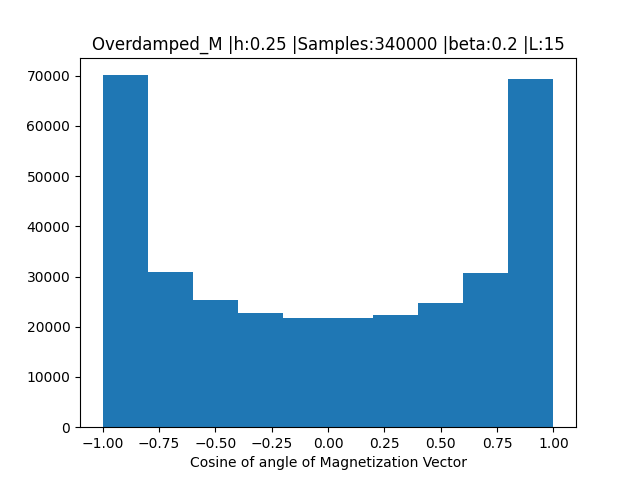 Overdamped_M |h:0.25 |Samples:340000 |beta:0.2 |L:15
70000
60000
50000
40000
30000
20000
10000
0
−1.00 −0.75 −0.50 −0.25 0.00 0.25 0.50 0.75 1.00
Cosine of angle of Magnetization Vector